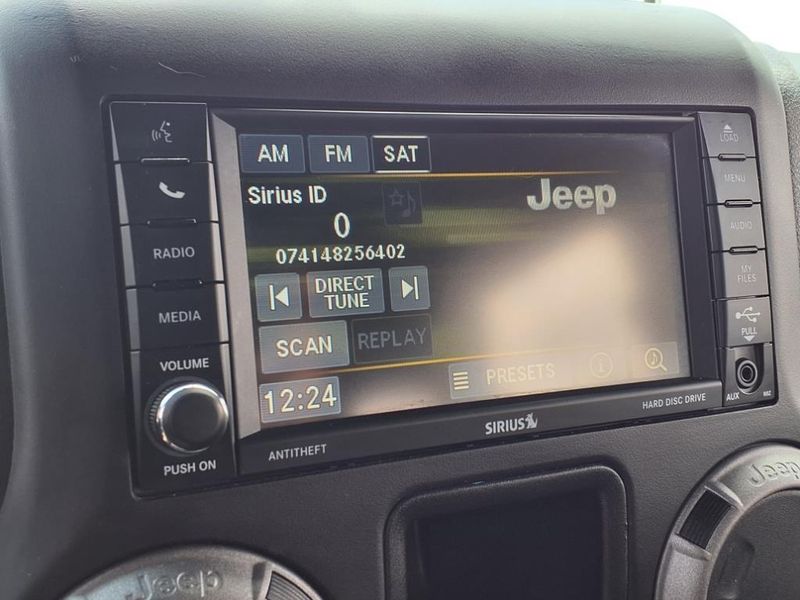 AM FM SAT
Sirius ID
0
074148256402
DIRECT
TUNE
SCAN REPLAY
12:24 PRESETS
Jeep
RADIO
MEDIA
VOLUME
PUSH ON
ANTITHEFT
SIRIUS
HARD DISC DRIVE
LOAD
MENU
AUDIO
MY
FILES
PULL
AUX
MIC
Jeep
Jeep